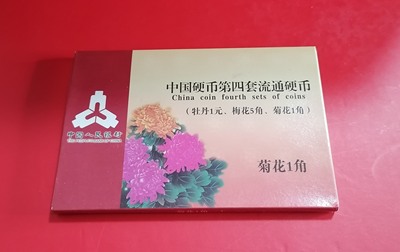 中国硬币第四套流通硬币
China coin fourth sets of coins
(牡丹1元、梅花5角、菊花1角)
中国人民银行
菊花1角